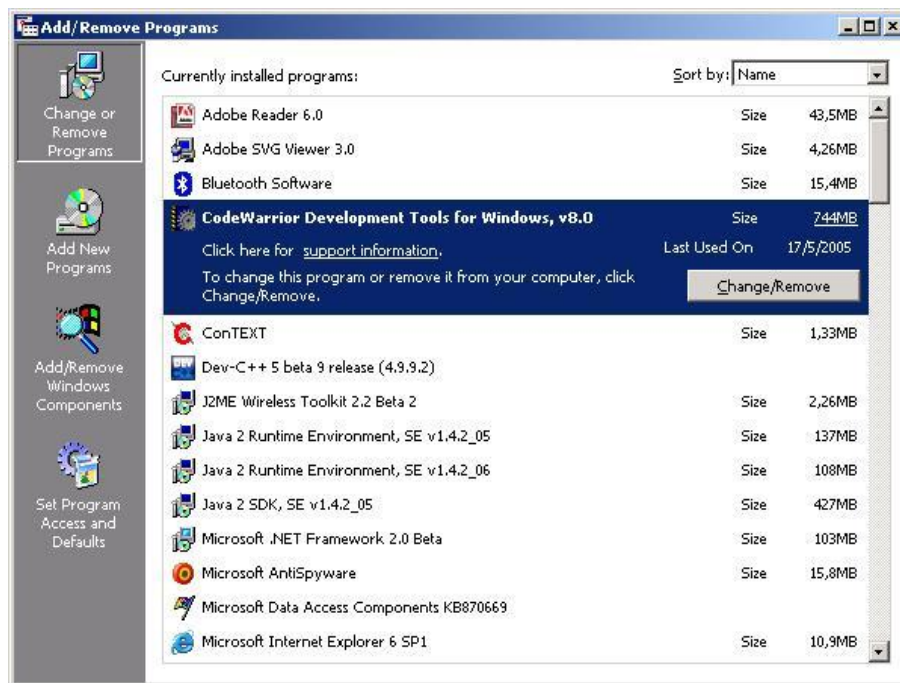 Add/Remove Programs
Change or
Remove
Programs
Add New
Programs
Add/Remove
Windows
Components
Set Program
Access and
Defaults
Currently installed programs:
Sort by: Name
Adobe Reader 6.0 Size 43,5MB
Adobe SVG Viewer 3.0 Size 4,26MB
Bluetooth Software Size 15,4MB
CodeWarrior Development Tools for Windows, v8.0 Size 744MB
Click here for support information. Last Used On 17/5/2005
To change this program or remove it from your computer, click
Change/Remove.
Change/Remove
ConTEXT Size 1,33MB
Dev-C++ 5 beta 9 release (4.9.9.2)
J2ME Wireless Toolkit 2.2 Beta 2 Size 2,26MB
Java 2 Runtime Environment, SE v1.4.2_05 Size 137MB
Java 2 Runtime Environment, SE v1.4.2_06 Size 108MB
Java 2 SDK, SE v1.4.2_05 Size 427MB
Microsoft .NET Framework 2.0 Beta Size 103MB
Microsoft AntiSpyware Size 15,8MB
Microsoft Data Access Components KB870669
Microsoft Internet Explorer 6 SP1 Size 10,9MB